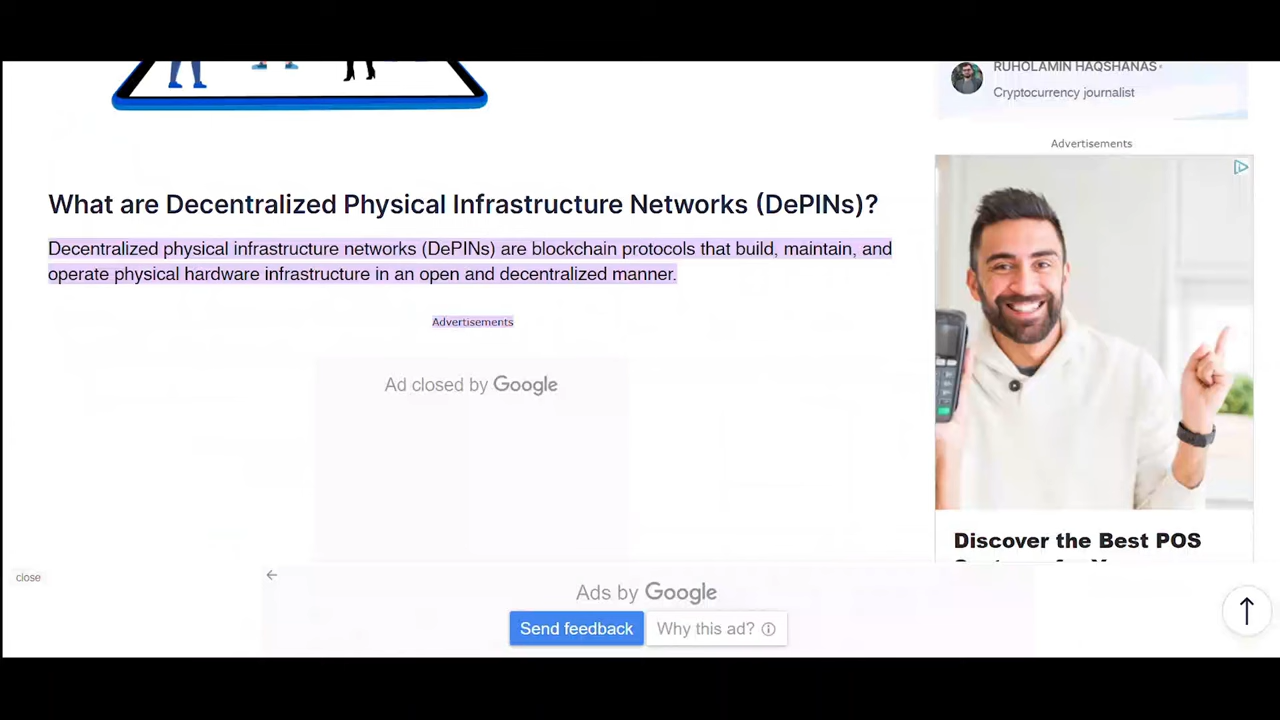 RUHOLAMIN HAQSHANAS
Cryptocurrency journalist
Advertisements
What are Decentralized Physical Infrastructure Networks (DePINs)?
Decentralized physical infrastructure networks (DePINs) are blockchain protocols that build, maintain, and
operate physical hardware infrastructure in an open and decentralized manner.
Advertisements
Ad closed by Google
Discover the Best POS
close
Ads by Google
Send feedback
Why this ad?